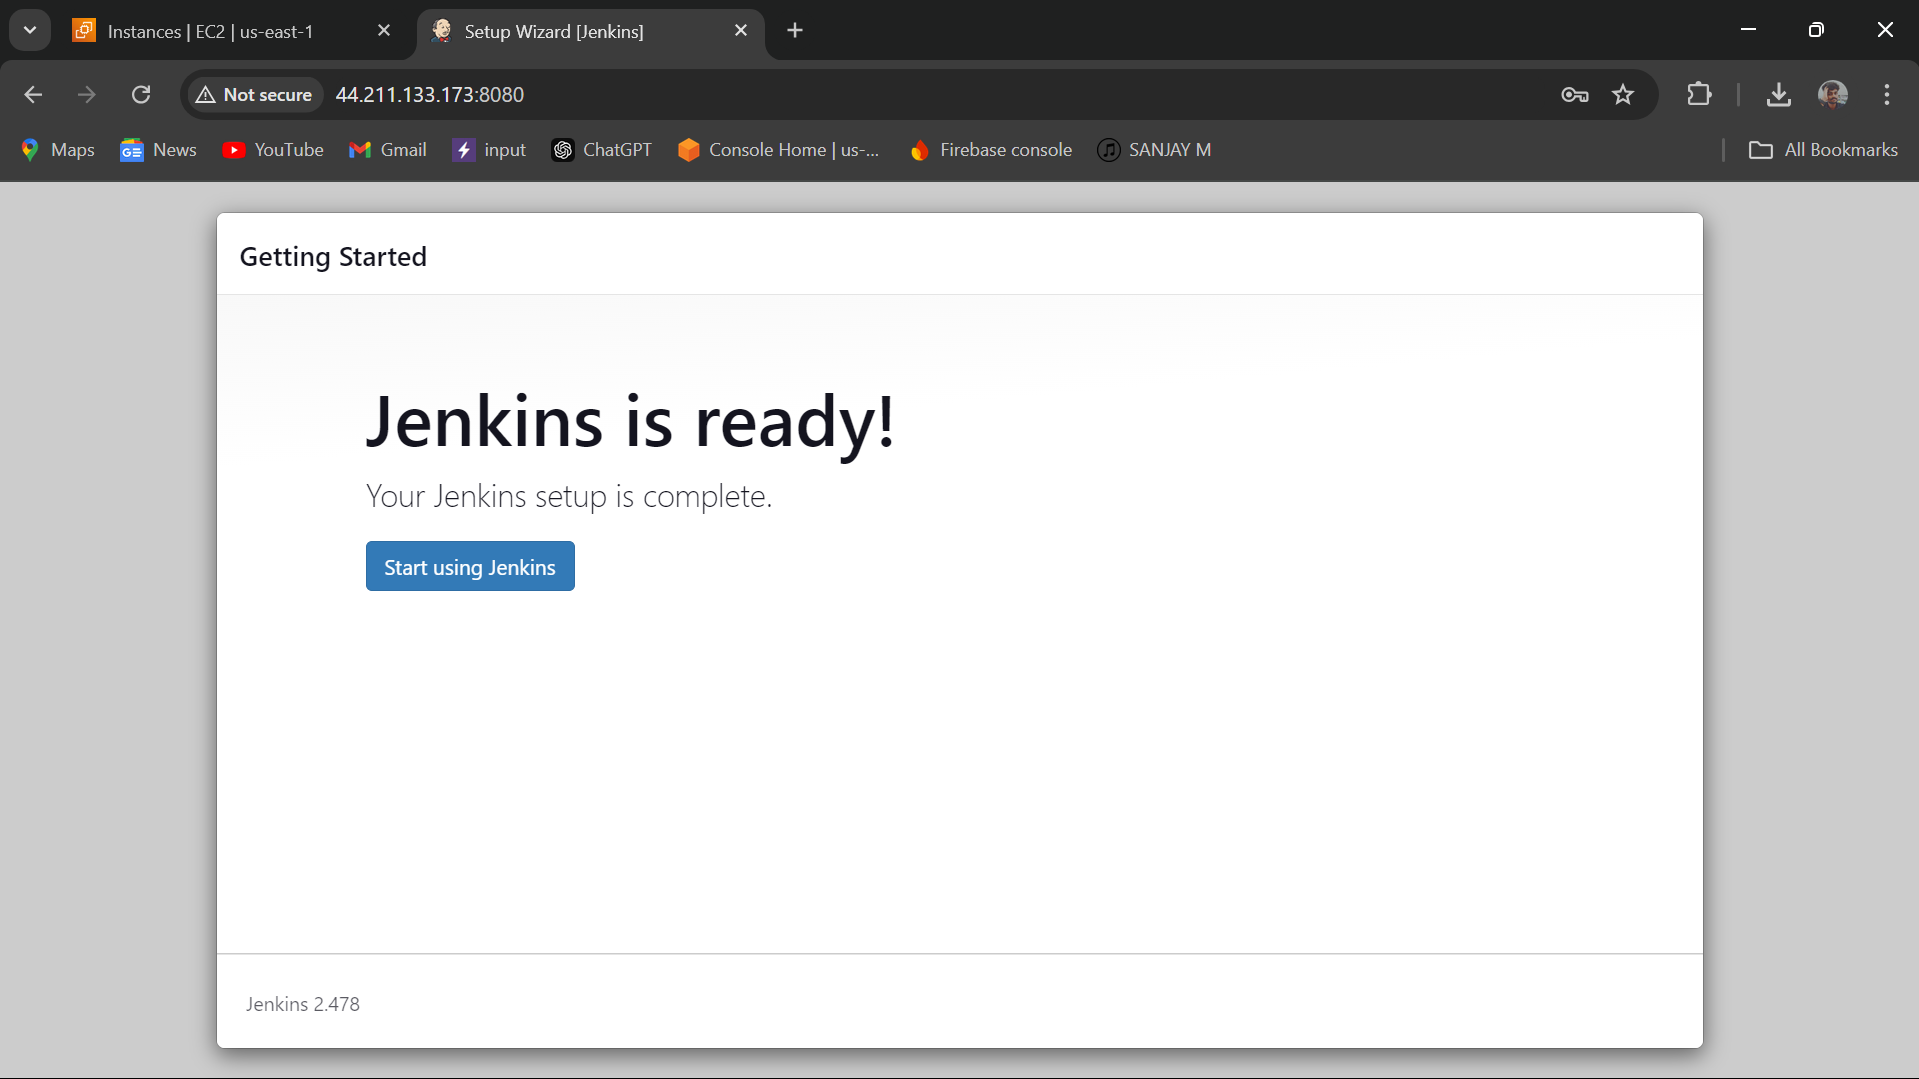 Instances | EC2 | us-east-1
Setup Wizard [Jenkins]
Not secure
44.211.133.173:8080
Maps
News
YouTube
Gmail
input
ChatGPT
Console Home | us-...
Firebase console
SANJAY M
All Bookmarks
Getting Started
Jenkins is ready!
Your Jenkins setup is complete.
Start using Jenkins
Jenkins 2.478